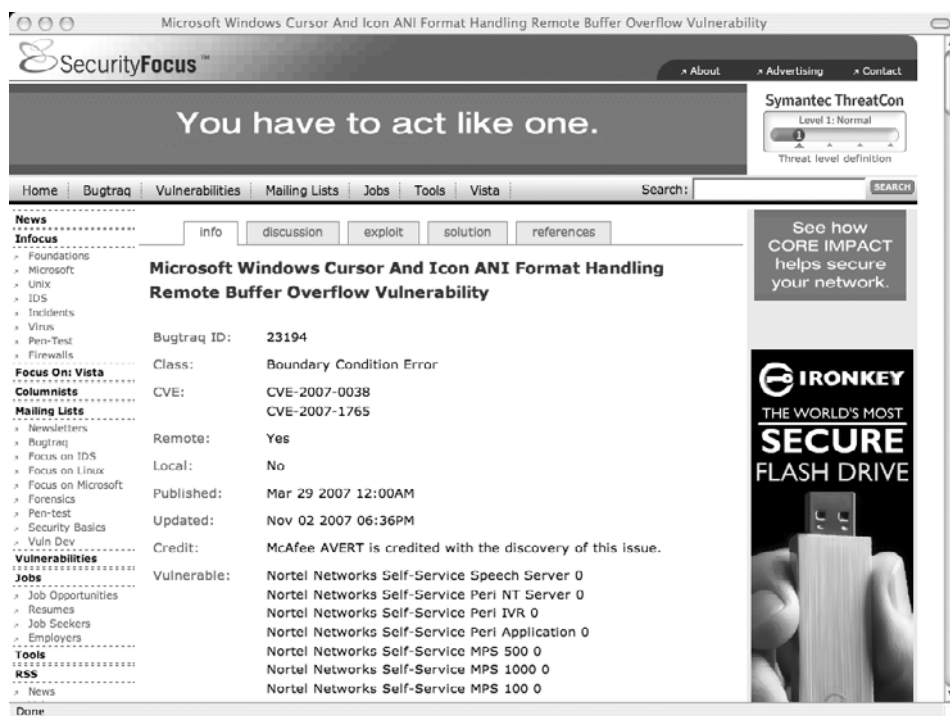 Microsoft Windows Cursor And Icon ANI Format Handling Remote Buffer Overflow Vulnerability
SecurityFocus™
About
Advertising
Contact
You have to act like one.
Symantec ThreatCon
Level 1: Normal
1
Threat level definition
Home Bugtraq Vulnerabilities Mailing Lists Jobs Tools Vista
Search:
SEARCH
News
Infocus
Foundations
Microsoft
Unix
IDS
Incidents
Virus
Pen-Test
Firewalls
Focus On: Vista
Columnists
Mailing Lists
Newsletters
Bugtraq
Focus on IDS
Focus on Linux
Focus on Microsoft
Forensics
Pen-test
Security Basics
Vuln Dev
Vulnerabilities
Jobs
Job Opportunities
Resumes
Job Seekers
Employers
Tools
RSS
News
info discussion exploit solution references
Microsoft Windows Cursor And Icon ANI Format Handling
Remote Buffer Overflow Vulnerability
Bugtraq ID: 23194
Class: Boundary Condition Error
CVE: CVE-2007-0038
CVE-2007-1765
Remote: Yes
Local: No
Published: Mar 29 2007 12:00AM
Updated: Nov 02 2007 06:36PM
Credit: McAfee AVERT is credited with the discovery of this issue.
Vulnerable: Nortel Networks Self-Service Speech Server 0
Nortel Networks Self-Service Peri NT Server 0
Nortel Networks Self-Service Peri IVR 0
Nortel Networks Self-Service Peri Application 0
Nortel Networks Self-Service MPS 500 0
Nortel Networks Self-Service MPS 1000 0
Nortel Networks Self-Service MPS 100 0
See how
CORE IMPACT
helps secure
your network.
IRONKEY
THE WORLD'S MOST
SECURE
FLASH DRIVE
Done